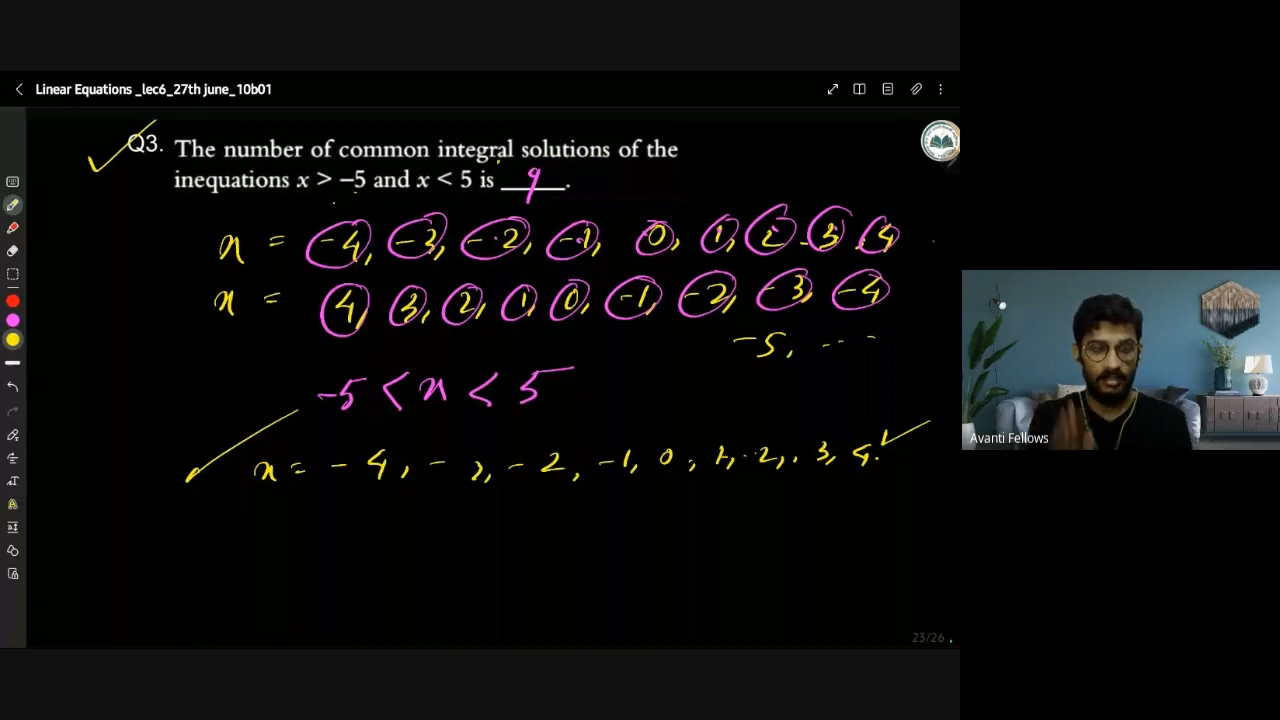 Linear Equations _lec6_27th june_10b01
Q3. The number of common integral solutions of the
inequations x > −5 and x < 5 is 9.
x = -4, -3, -2, -1, 0, 1, 2, 3, 4
x = 4, 3, 2, 1, 0, -1, -2, -3, -4
-5, ...
-5 < x < 5
x = -4, -3, -2, -1, 0, 1, 2, 3, 4.
Avanti Fellows
23/26